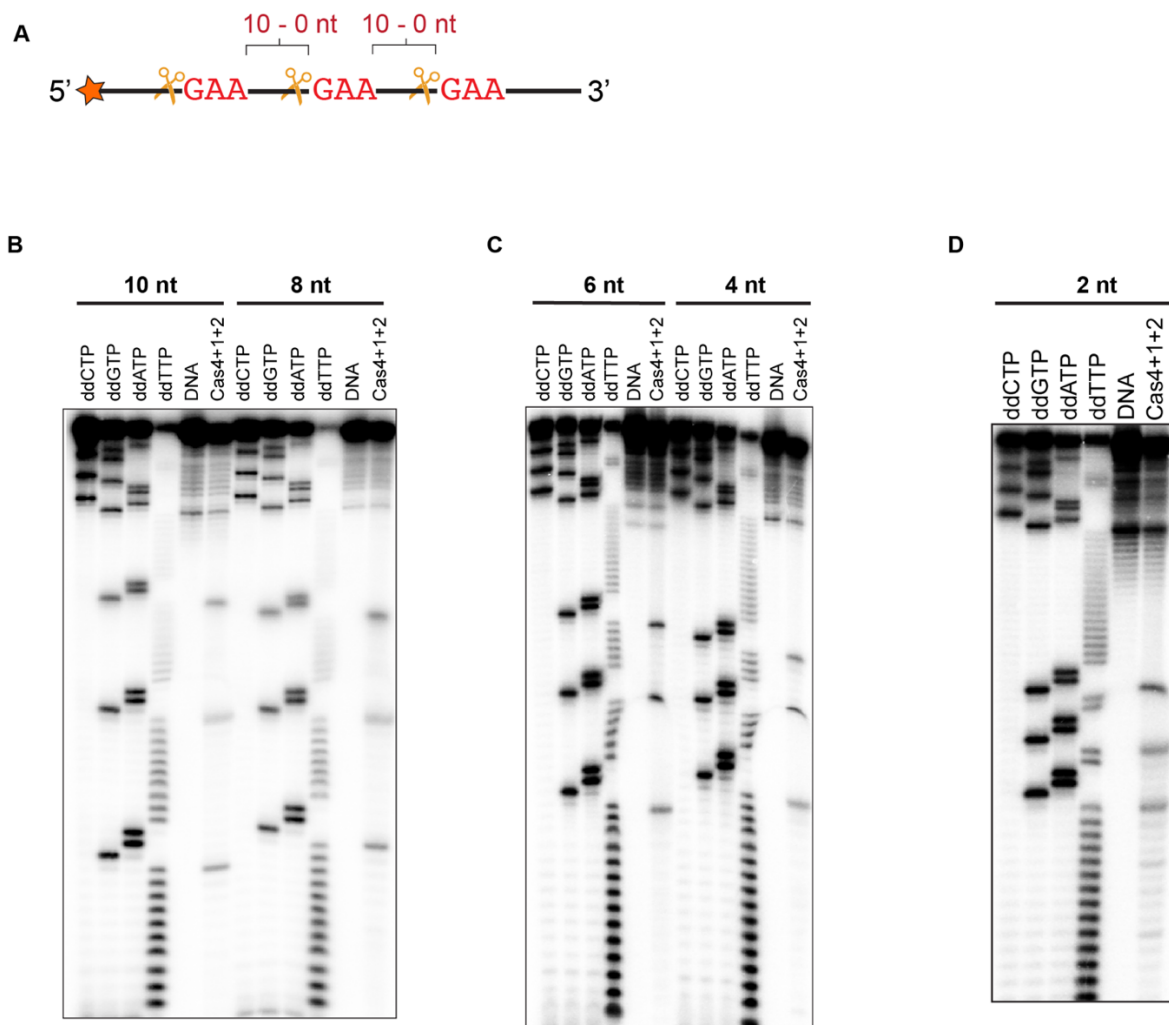 A
10 - 0 nt 10 - 0 nt
5’ GAA GAA GAA 3’
B
10 nt 8 nt
ddCTP ddGTP ddATP ddTTP DNA Cas4+1+2 ddCTP ddGTP ddATP ddTTP DNA Cas4+1+2
C
6 nt 4 nt
ddCTP ddGTP ddATP ddTTP DNA Cas4+1+2 ddCTP ddGTP ddATP ddTTP DNA Cas4+1+2
D
2 nt
ddCTP ddGTP ddATP ddTTP DNA Cas4+1+2